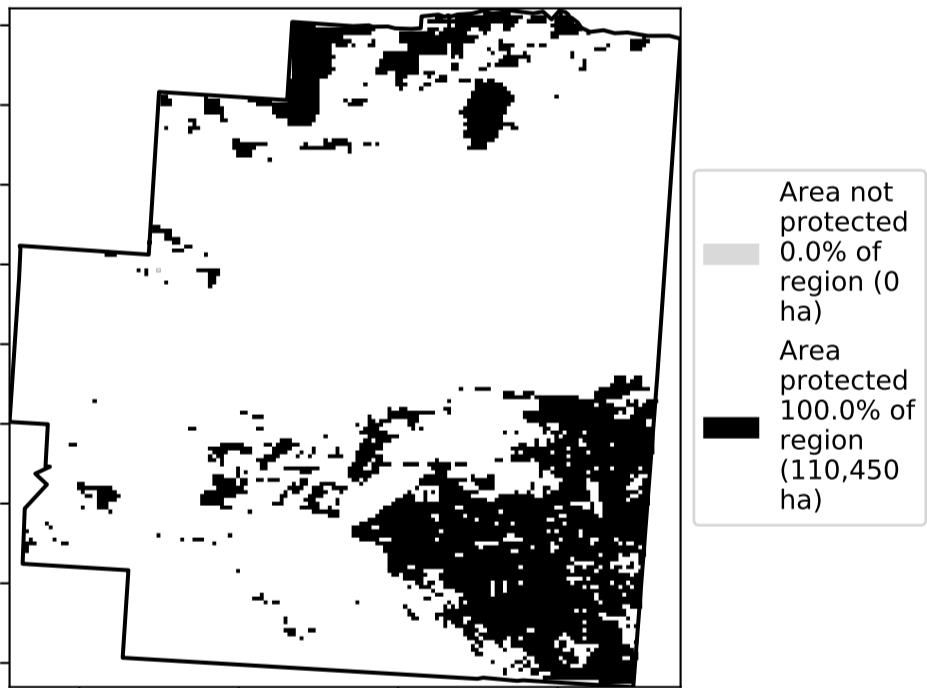 Area not
protected
0.0% of
region (0
ha)
Area
protected
100.0% of
region
(110,450
ha)